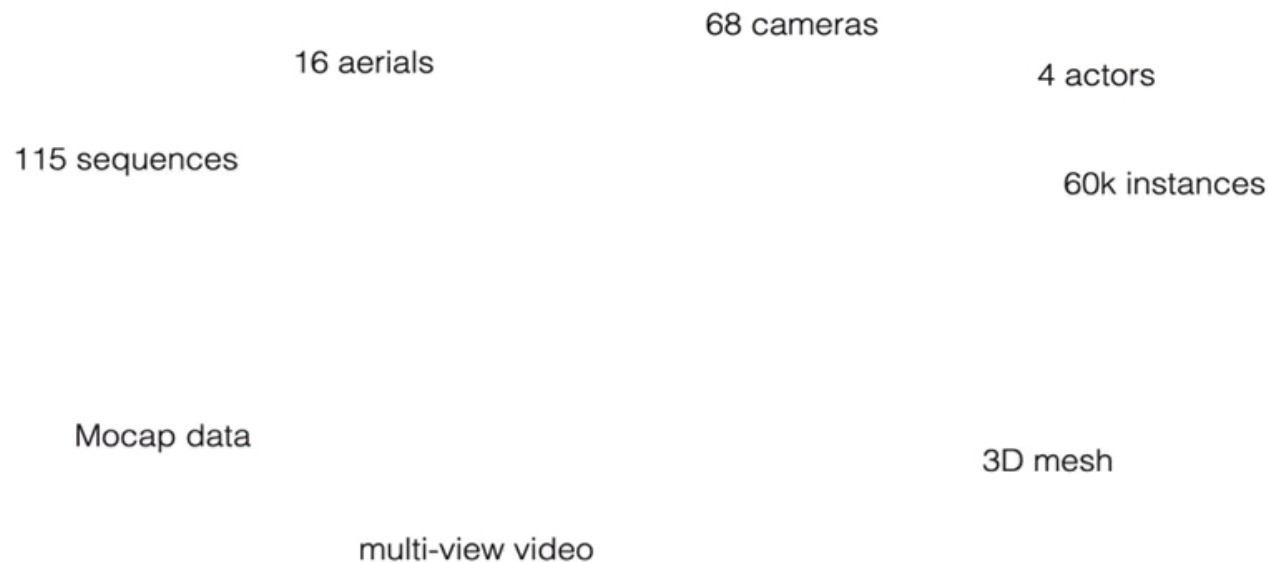 68 cameras
16 aerials
4 actors
115 sequences
60k instances
Mocap data
3D mesh
multi-view video